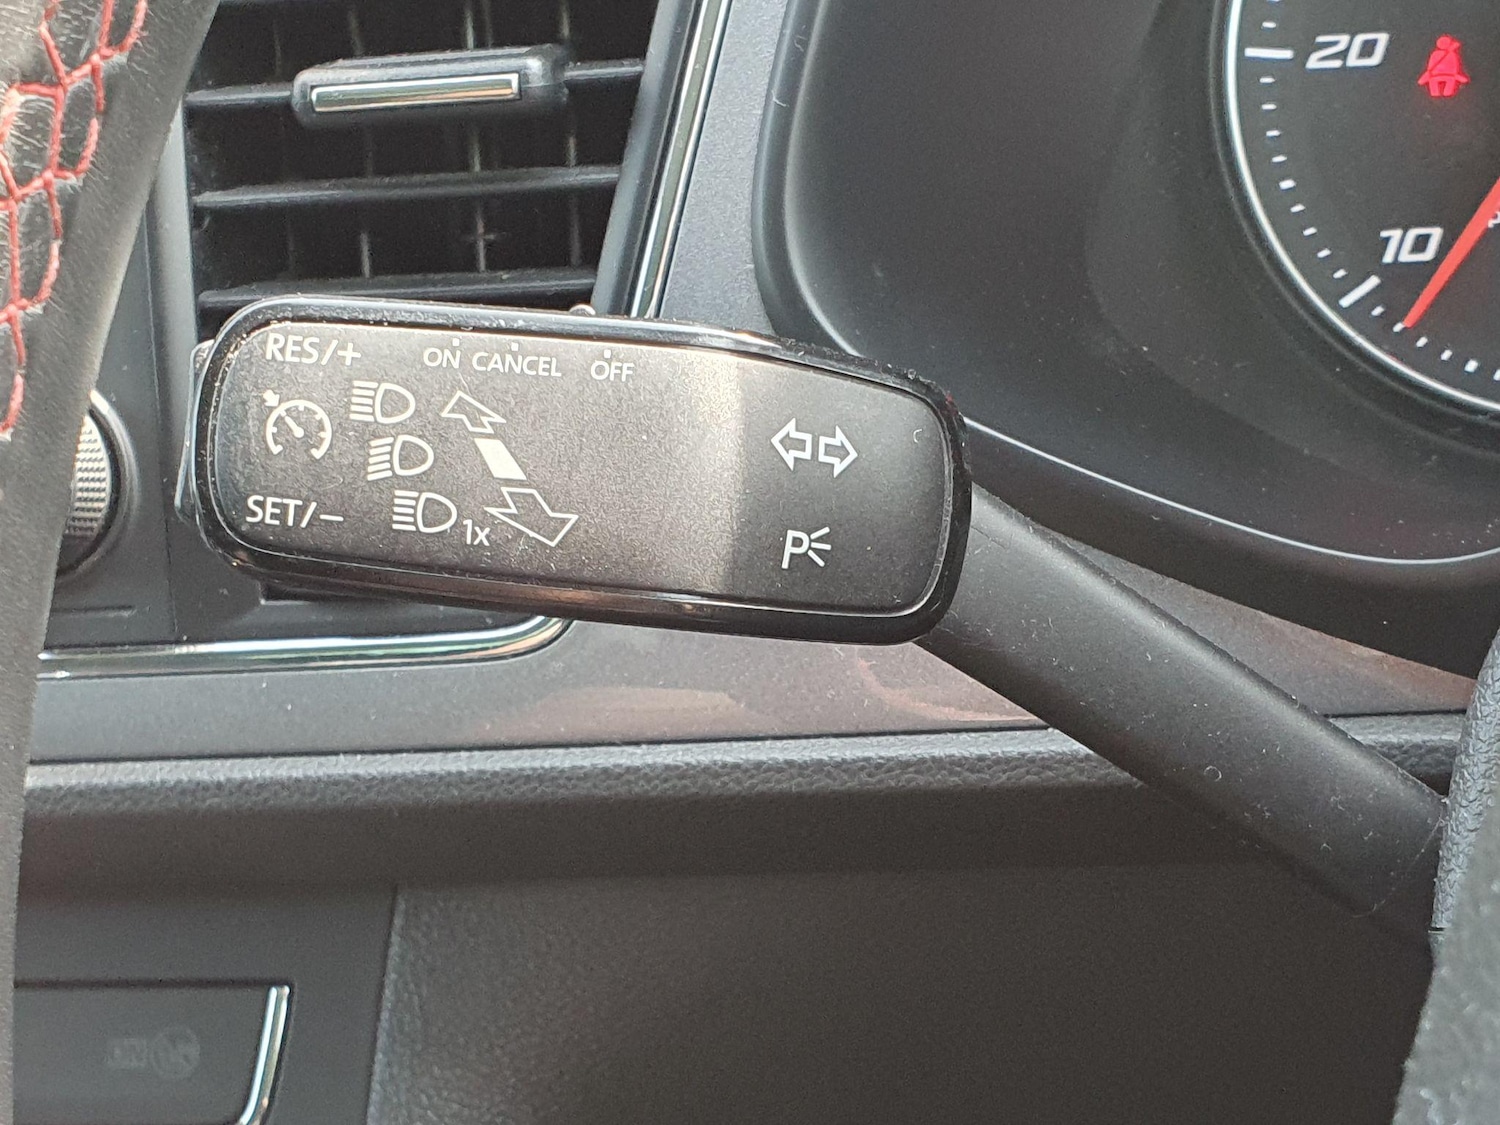 20
10
RES/+
ON CANCEL OFF
SET/−
1x
P